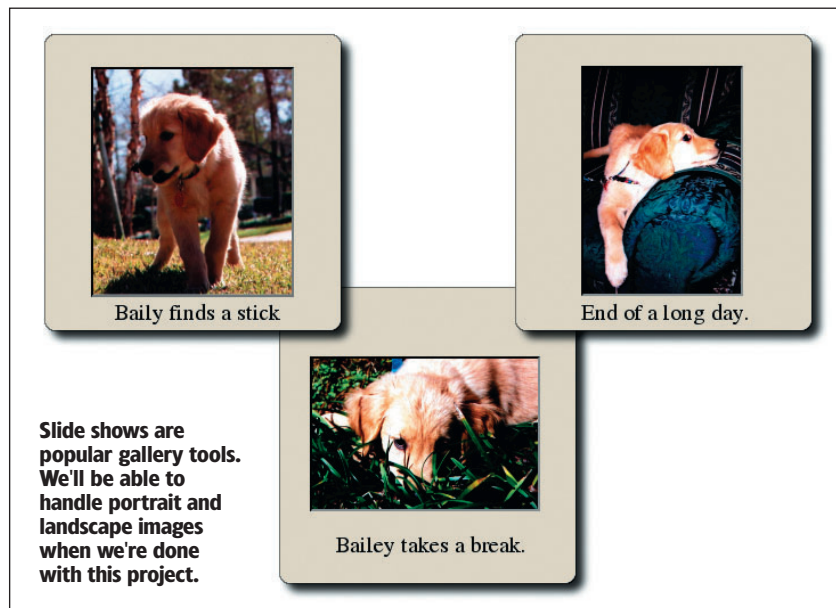 Baily finds a stick
End of a long day.
Bailey takes a break.
Slide shows are
popular gallery tools.
We'll be able to
handle portrait and
landscape images
when we're done
with this project.